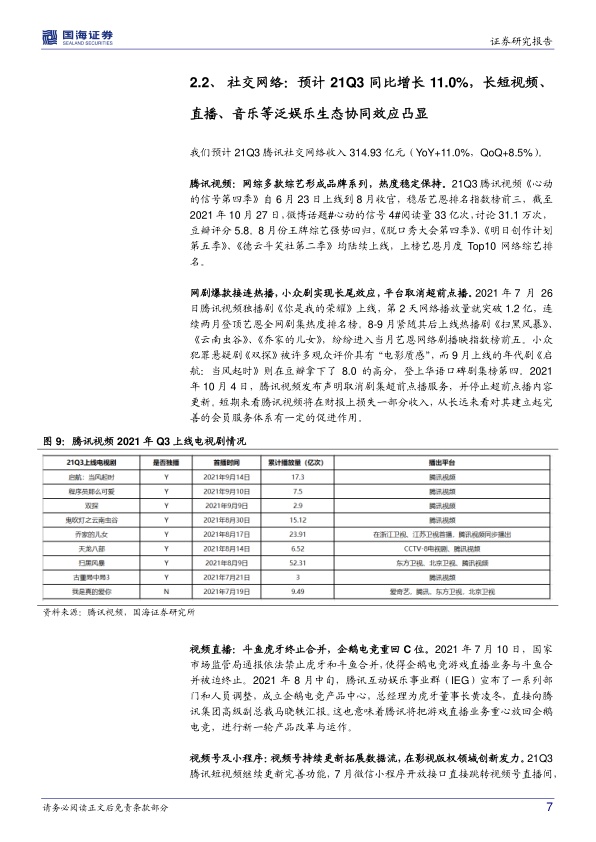 国海证券
SEALAND SECURITIES
证券研究报告
2.2、 社交网络：预计 21Q3 同比增长 11.0%，长短视频、
直播、音乐等泛娱乐生态协同效应凸显
我们预计 21Q3 腾讯社交网络收入 314.93 亿元（YoY+11.0%，QoQ+8.5%）。
腾讯视频：网综多款综艺形成品牌系列，热度稳定保持。21Q3 腾讯视频《心动
的信号第四季》自 6 月 23 日上线到 8 月收官，稳居艺恩排名指数榜前三，截至
2021 年 10 月 27 日，微博话题#心动的信号 4#阅读量 33 亿次，讨论 31.1 万次，
豆瓣评分 5.8。8 月份王牌综艺强势回归，《脱口秀大会第四季》、《明日创作计划
第五季》、《德云斗笑社第二季》均陆续上线，上榜艺恩月度 Top10 网络综艺排
名。
网剧爆款接连热播，小众剧实现长尾效应，平台取消超前点播。2021 年 7 月 26
日腾讯视频独播剧《你是我的荣耀》上线，第 2 天网络播放量就突破 1.2 亿，连
续两月登顶艺恩全网剧集热度排名榜。8-9 月紧随其后上线热播剧《扫黑风暴》、
《云南虫谷》、《乔家的儿女》，纷纷进入当月艺恩网络剧播映指数榜前五。小众
犯罪悬疑剧《双探》被许多观众评价具有“电影质感”，而 9 月上线的年代剧《启
航：当风起时》则在豆瓣拿下了 8.0 的高分，登上华语口碑剧集榜第四。2021
年 10 月 4 日，腾讯视频发布声明取消剧集超前点播服务，并停止超前点播内容
更新。短期来看腾讯视频将在财报上损失一部分收入，从长远来看对其建立起完
善的会员服务体系有一定的促进作用。
图 9：腾讯视频 2021 年 Q3 上线电视剧情况
21Q3上线电视剧 是否独播 首播时间 累计播放量（亿次） 播出平台
启航：当风起时 Y 2021年9月14日 17.3 腾讯视频
程序员那么可爱 Y 2021年9月10日 7.5 腾讯视频
双探 Y 2021年9月9日 2.9 腾讯视频
鬼吹灯之云南虫谷 Y 2021年8月30日 15.12 腾讯视频
乔家的儿女 Y 2021年8月17日 23.91 在浙江卫视、江苏卫视首播，腾讯视频同步播出
天龙八部 Y 2021年8月14日 6.52 CCTV-8电视剧、腾讯视频
扫黑风暴 Y 2021年8月9日 52.31 东方卫视、北京卫视、腾讯视频
古董局中局3 Y 2021年7月21日 3 腾讯视频
我是真的爱你 N 2021年7月19日 9.49 爱奇艺、腾讯、东方卫视、北京卫视
资料来源：腾讯视频，国海证券研究所
视频直播：斗鱼虎牙终止合并，企鹅电竞重回 C 位。2021 年 7 月 10 日，国家
市场监管局通报依法禁止虎牙和斗鱼合并，使得企鹅电竞游戏直播业务与斗鱼合
并被迫终止。2021 年 8 月中旬，腾讯互动娱乐事业群（IEG）宣布了一系列部
门和人员调整，成立企鹅电竞产品中心，总经理为虎牙董事长黄凌冬，直接向腾
讯集团高级副总裁马晓轶汇报。这也意味着腾讯将把游戏直播业务重心放回企鹅
电竞，进行新一轮产品改革与运作。
视频号及小程序：视频号持续更新拓展数据流，在影视版权领域创新发力。21Q3
腾讯短视频继续更新完善功能，7 月微信小程序开放接口直接跳转视频号直播间，
请务必阅读正文后免责条款部分
7